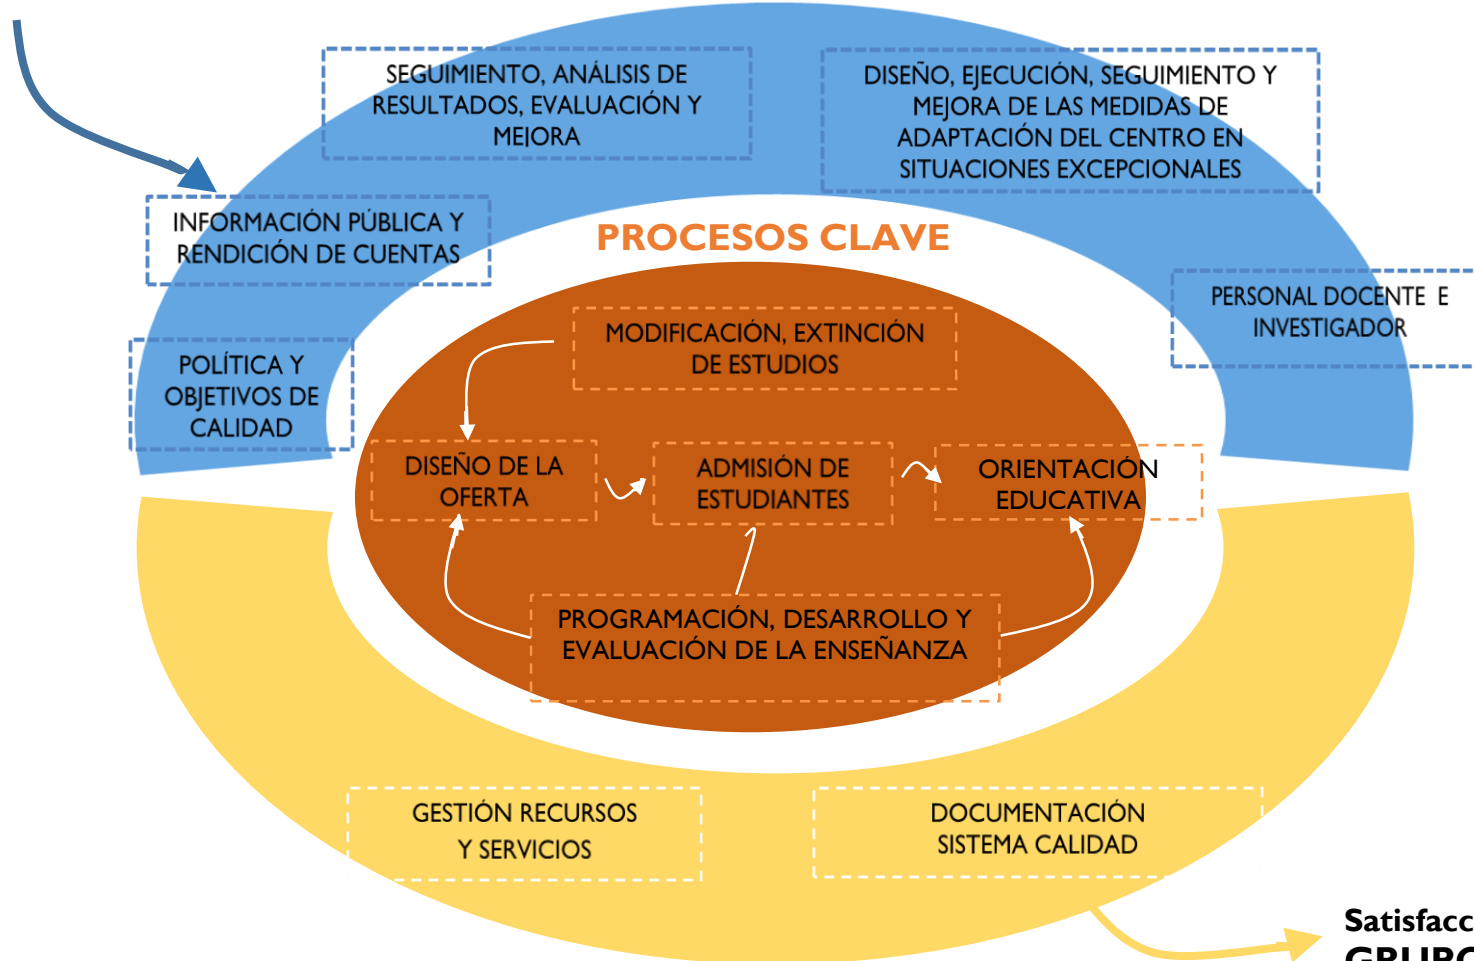 SEGUIMIENTO, ANÁLISIS DE
RESULTADOS, EVALUACIÓN Y
MEJORA
DISEÑO, EJECUCIÓN, SEGUIMIENTO Y
MEJORA DE LAS MEDIDAS DE
ADAPTACIÓN DEL CENTRO EN
SITUACIONES EXCEPCIONALES
INFORMACIÓN PÚBLICA Y
RENDICIÓN DE CUENTAS
PROCESOS CLAVE
PERSONAL DOCENTE E
INVESTIGADOR
POLÍTICA Y
OBJETIVOS DE
CALIDAD
MODIFICACIÓN, EXTINCIÓN
DE ESTUDIOS
DISEÑO DE LA
OFERTA
ADMISIÓN DE
ESTUDIANTES
ORIENTACIÓN
EDUCATIVA
PROGRAMACIÓN, DESARROLLO Y
EVALUACIÓN DE LA ENSEÑANZA
GESTIÓN RECURSOS
Y SERVICIOS
DOCUMENTACIÓN
SISTEMA CALIDAD